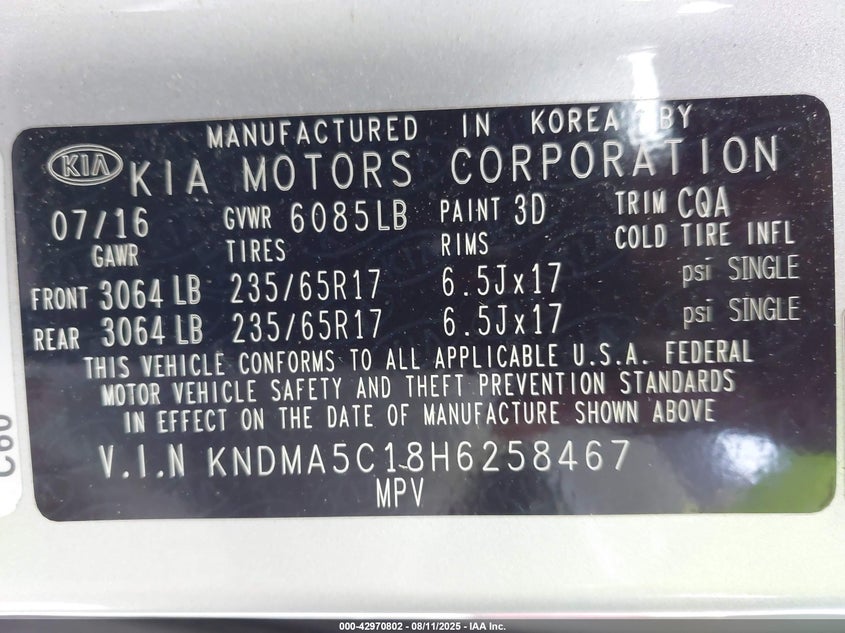 MANUFACTURED IN KOREA BY
KIA KIA MOTORS CORPORATION
07/16 GVWR 6085LB PAINT 3D TRIM CQA
GAWR TIRES RIMS COLD TIRE INFL
FRONT 3064 LB 235/65R17 6.5Jx17 psi SINGLE
REAR 3064 LB 235/65R17 6.5Jx17 psi SINGLE
THIS VEHICLE CONFORMS TO ALL APPLICABLE U.S.A. FEDERAL
MOTOR VEHICLE SAFETY AND THEFT PREVENTION STANDARDS
IN EFFECT ON THE DATE OF MANUFACTURE SHOWN ABOVE
V.I.N KNDMA5C18H6258467
MPV
000-42970802 - 08/11/2025 - IAA Inc.